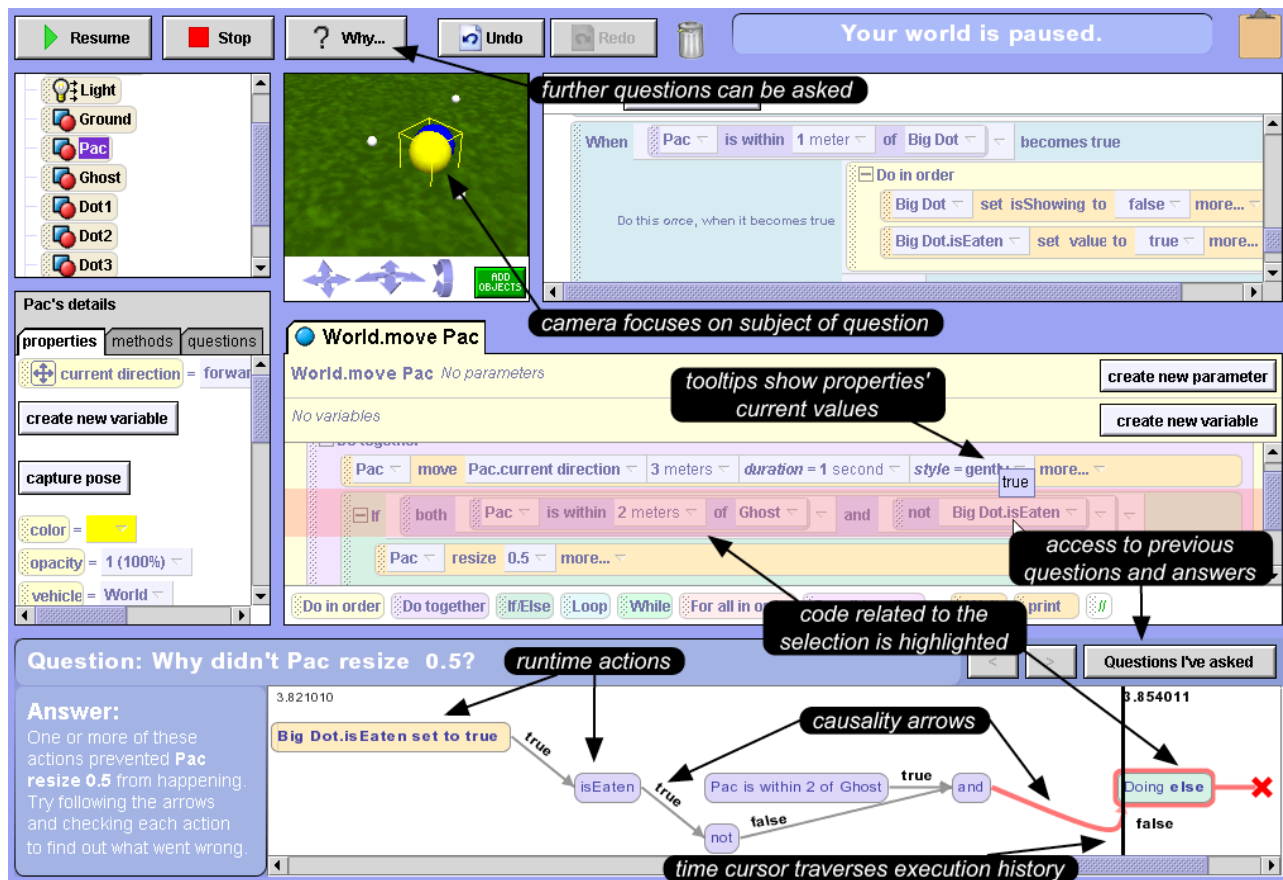 Resume
Stop
? Why...
Undo
Redo
Your world is paused.
further questions can be asked
Light
Ground
Pac
Ghost
Dot1
Dot2
Dot3
ADD
OBJECTS
camera focuses on subject of question
When Pac is within 1 meter of Big Dot becomes true
Do this once, when it becomes true
Do in order
Big Dot set isShowing to false more...
Big Dot.isEaten set value to true more...
Pac's details
properties methods questions
current direction = forwar
create new variable
capture pose
color =
opacity = 1 (100%)
vehicle = World
World.move Pac
World.move Pac No parameters
create new parameter
tooltips show properties'
current values
No variables
create new variable
Do together
Pac move Pac.current direction 3 meters duration = 1 second style = gently more...
true
If both Pac is within 2 meters of Ghost and not Big Dot.isEaten
Pac resize 0.5 more...
access to previous
questions and answers
Do in order Do together If/Else Loop While For all in or print //
code related to the
selection is highlighted
Question: Why didn't Pac resize 0.5?
runtime actions
< >
Questions I've asked
Answer:
One or more of these
actions prevented Pac
resize 0.5 from happening.
Try following the arrows
and checking each action
to find out what went wrong.
3.821010
3.854011
Big Dot.isEaten set to true
true
causality arrows
isEaten
true
Pac is within 2 of Ghost
true
and
Doing else
not
false
false
time cursor traverses execution history